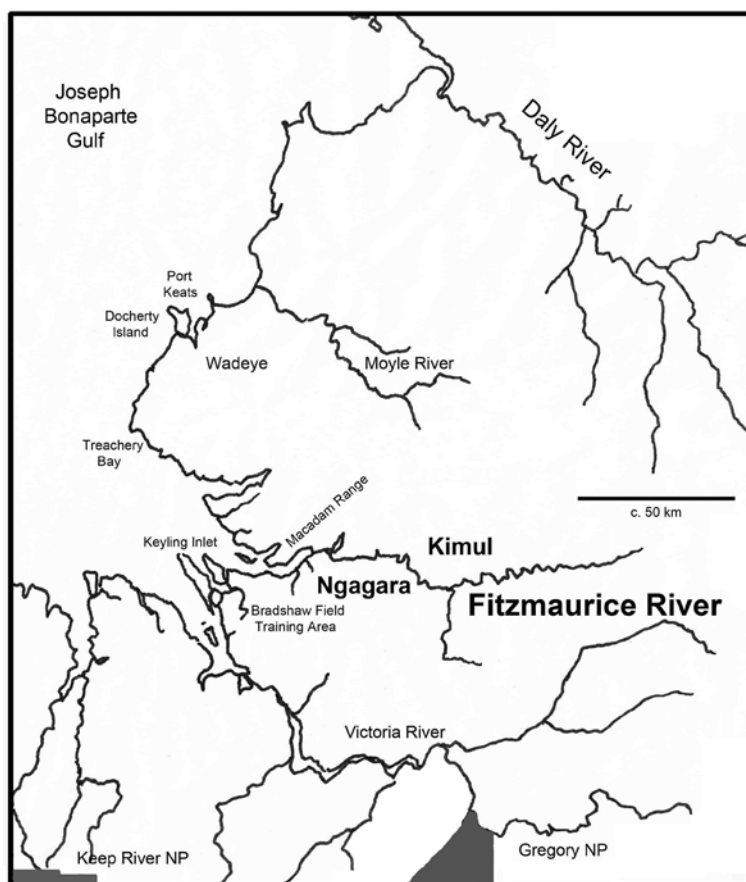 Joseph
Bonaparte
Gulf
Daly River
Port
Keats
Docherty
Island
Wadeye
Moyle River
Treachery
Bay
c. 50 km
Macadam Range
Keyling Inlet
Kimul
Ngagara
Fitzmaurice River
Bradshaw Field
Training Area
Victoria River
Keep River NP
Gregory NP